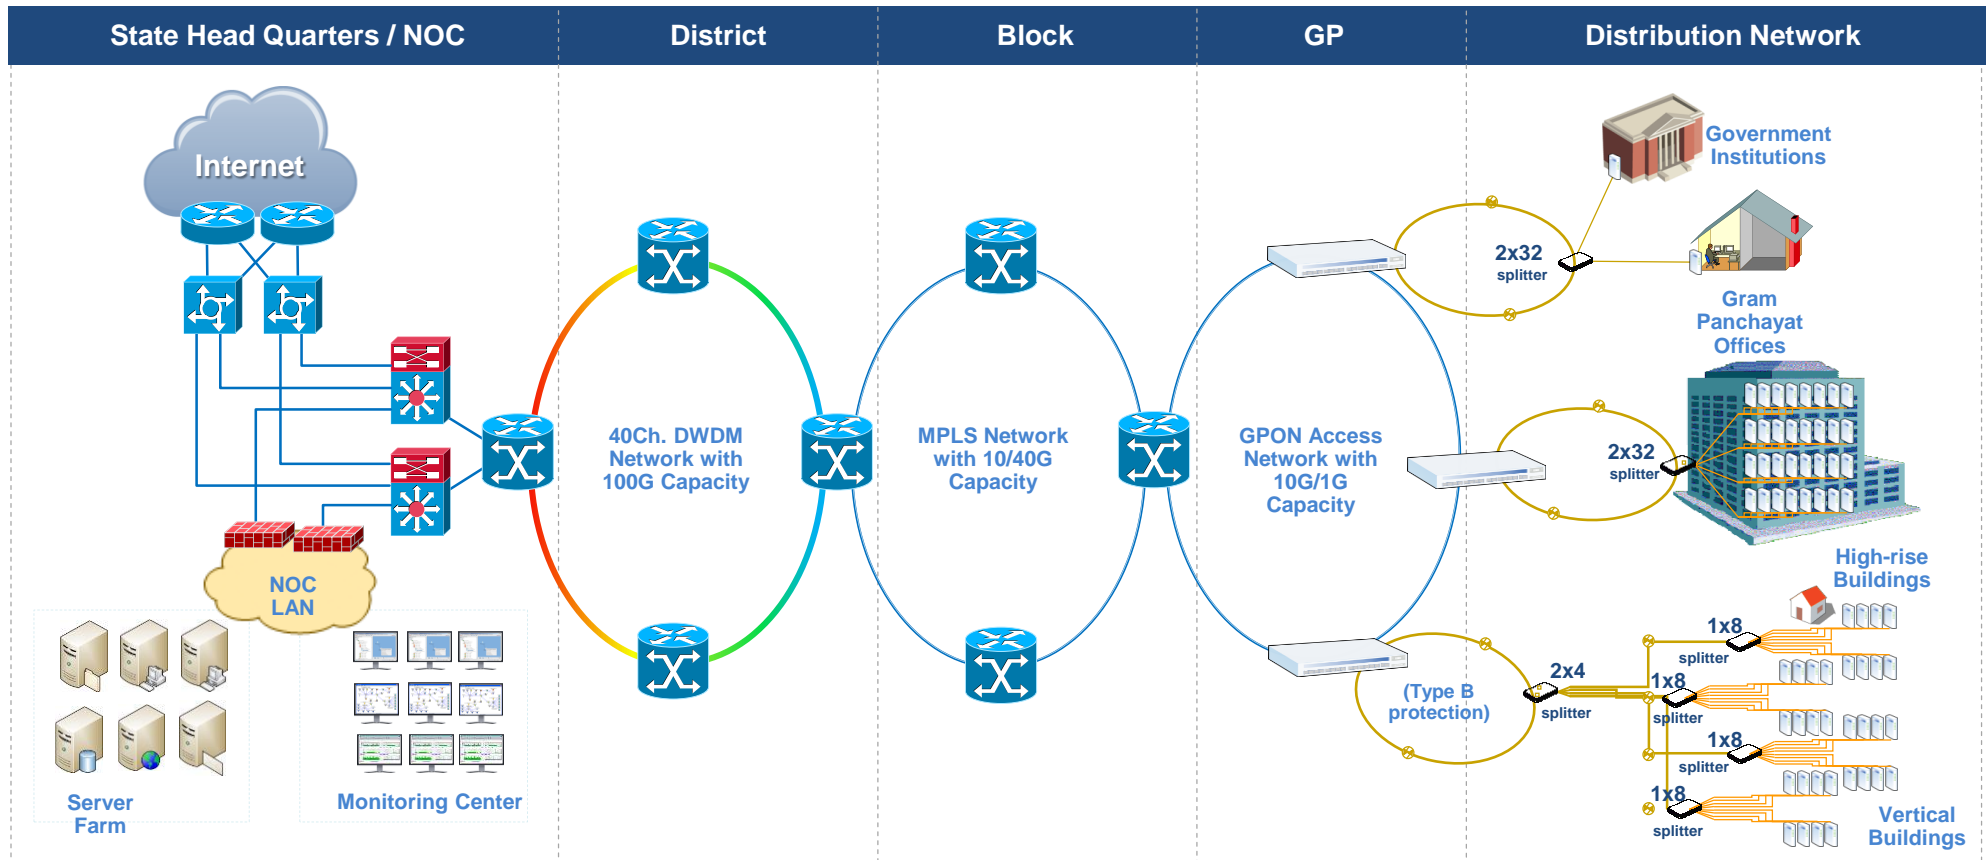 State Head Quarters / NOC
District
Block
GP
Distribution Network
Internet
NOC
LAN
Server
Farm
Monitoring Center
40Ch. DWDM
Network with
100G Capacity
MPLS Network
with 10/40G
Capacity
GPON Access
Network with
10G/1G
Capacity
(Type B
protection)
2x32
splitter
Government
Institutions
Gram
Panchayat
Offices
2x32
splitter
High-rise
Buildings
2x4
splitter
1x8
splitter
1x8
splitter
1x8
splitter
1x8
splitter
Vertical
Buildings